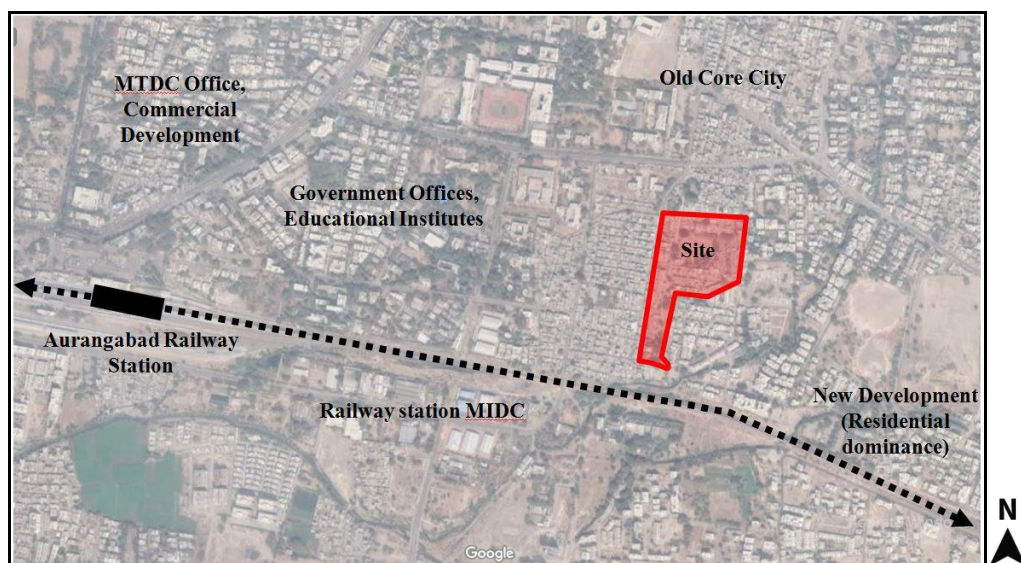 MTDC Office,
Commercial
Development
Old Core City
Government Offices,
Educational Institutes
Site
Aurangabad Railway
Station
Railway station MIDC
New Development
(Residential
dominance)
N
Google